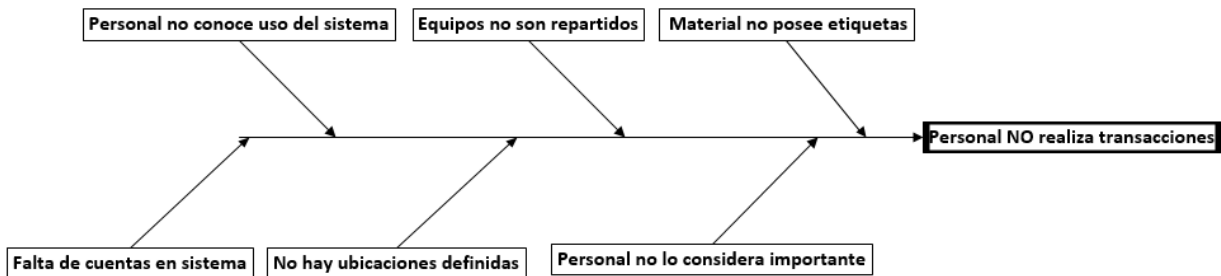 Personal no conoce uso del sistema
Equipos no son repartidos
Material no posee etiquetas
Personal NO realiza transacciones
Falta de cuentas en sistema
No hay ubicaciones definidas
Personal no lo considera importante